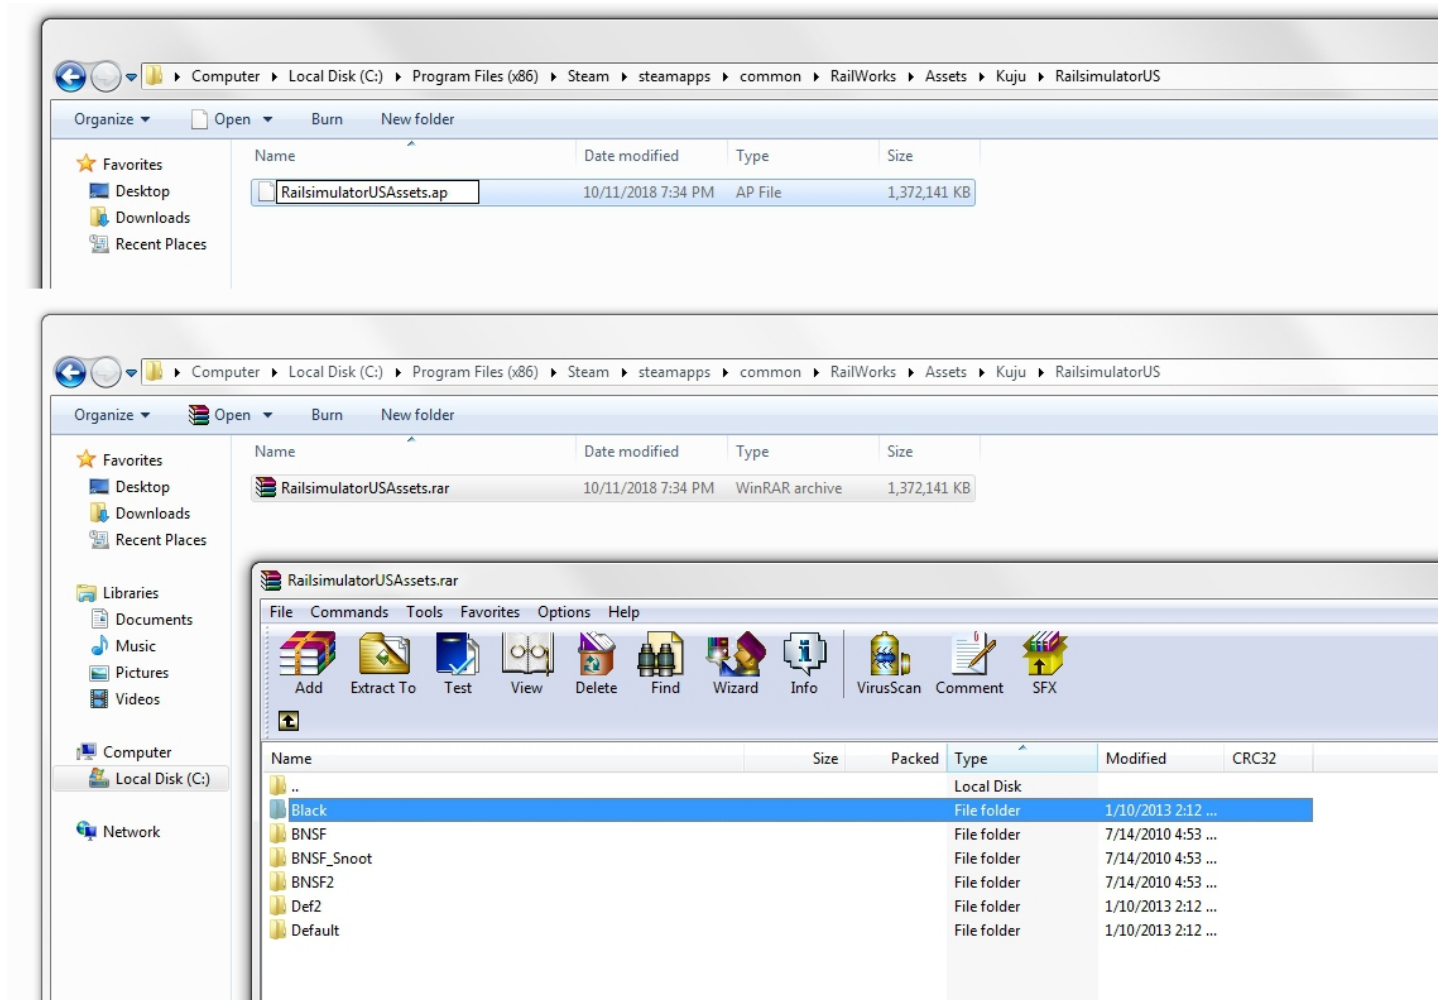 Computer Local Disk (C:) Program Files (x86) Steam steamapps common RailWorks Assets Kuju RailsimulatorUS
Organize Open Burn New folder
Favorites
Desktop
Downloads
Recent Places
Name Date modified Type Size
RailsimulatorUSAssets.ap 10/11/2018 7:34 PM AP File 1,372,141 KB
Computer Local Disk (C:) Program Files (x86) Steam steamapps common RailWorks Assets Kuju RailsimulatorUS
Organize Open Burn New folder
Favorites
Desktop
Downloads
Recent Places
Libraries
Documents
Music
Pictures
Videos
Computer
Local Disk (C:)
Network
Name Date modified Type Size
RailsimulatorUSAssets.rar 10/11/2018 7:34 PM WinRAR archive 1,372,141 KB
RailsimulatorUSAssets.rar
File Commands Tools Favorites Options Help
Add Extract To Test View Delete Find Wizard Info VirusScan Comment SFX
Name Size Packed Type Modified CRC32
.. Local Disk
Black File folder 1/10/2013 2:12 ...
BNSF File folder 7/14/2010 4:53 ...
BNSF_Snoot File folder 7/14/2010 4:53 ...
BNSF2 File folder 7/14/2010 4:53 ...
Def2 File folder 1/10/2013 2:12 ...
Default File folder 1/10/2013 2:12 ...